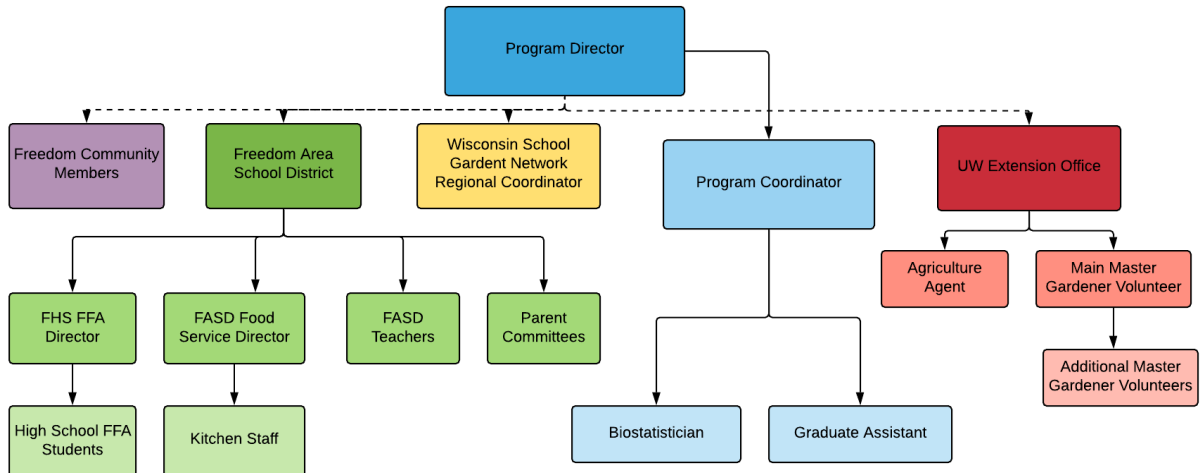 Program Director
Freedom Community
Members
Freedom Area
School District
Wisconsin School
Gardent Network
Regional Coordinator
Program Coordinator
UW Extension Office
Agriculture
Agent
Main Master
Gardener Volunteer
FHS FFA
Director
FASD Food
Service Director
FASD
Teachers
Parent
Committees
Additional Master
Gardener Volunteers
High School FFA
Students
Kitchen Staff
Biostatistician
Graduate Assistant